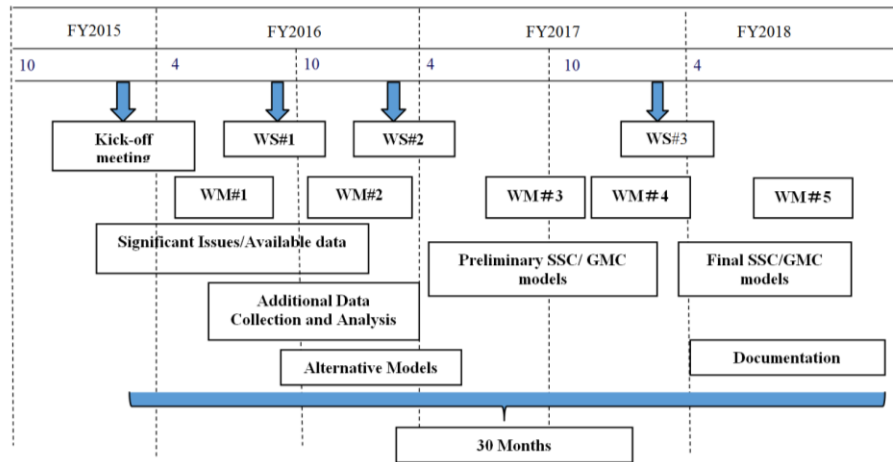 FY2015 FY2016 FY2017 FY2018
10 4 10 4 10 4
Kick-off
meeting
WS#1 WS#2 WS#3
WM#1 WM#2 WM#3 WM#4 WM#5
Significant Issues/Available data
Preliminary SSC/ GMC
models
Final SSC/GMC
models
Additional Data
Collection and Analysis
Alternative Models
Documentation
30 Months